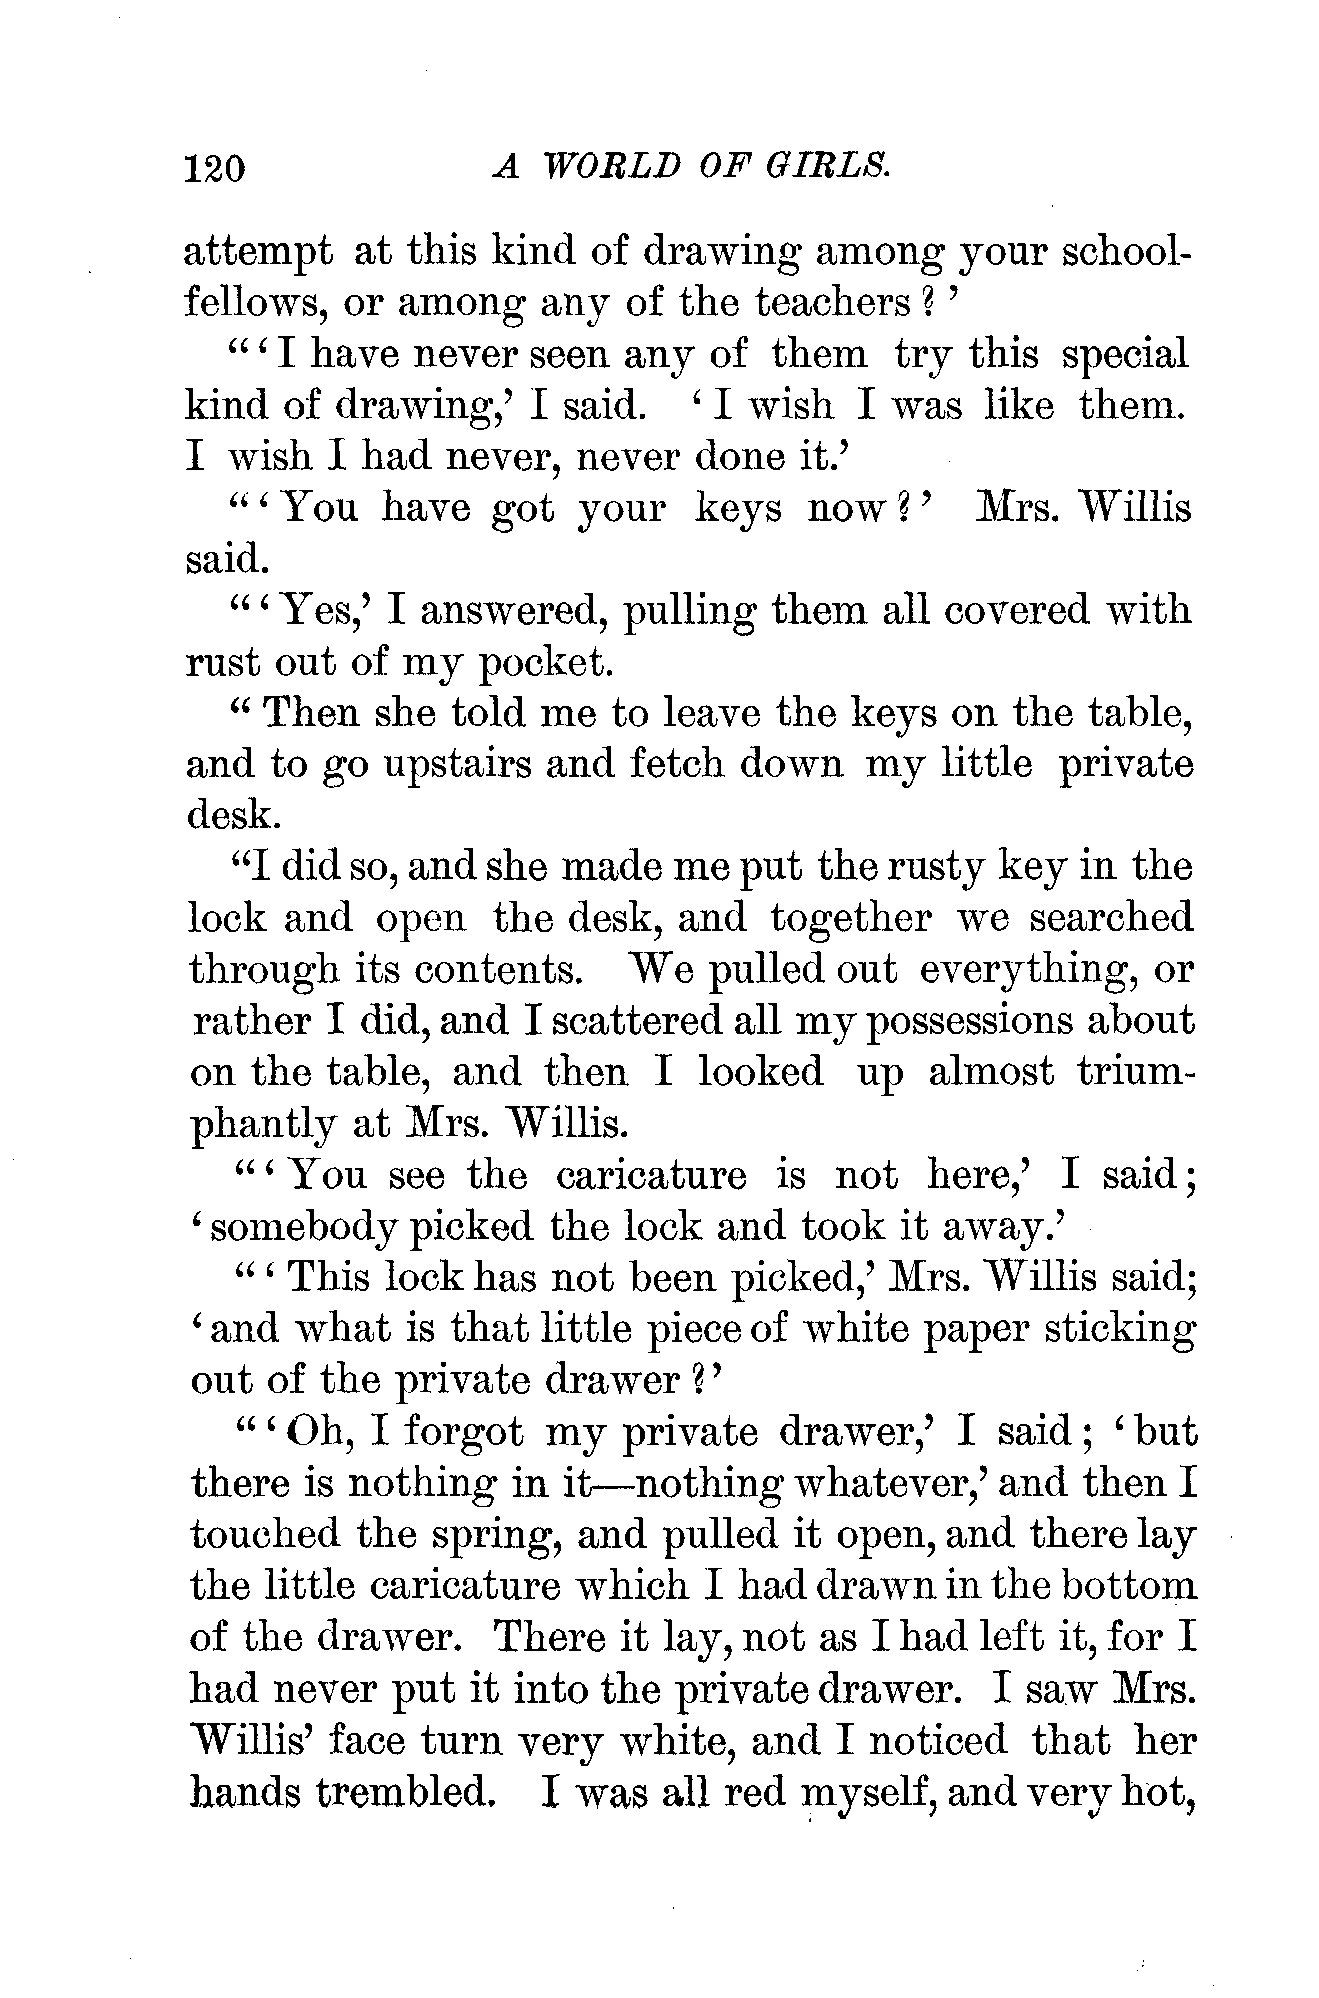 120 A WORLD OF GIRLS.
attempt at this kind of drawing among your school-
fellows, or among any of the teachers ? ’
“ ‘ I have never seen any of them try this special
kind of drawing,’ I said. ‘ I wish I was like them.
I wish I had never, never done it.’
“ ‘ You have got your keys now ? ’ Mrs. Willis
said.
“ ‘ Yes,’ I answered, pulling them all covered with
rust out of my pocket.
“ Then she told me to leave the keys on the table,
and to go upstairs and fetch down my little private
desk.
“I did so, and she made me put the rusty key in the
lock and open the desk, and together we searched
through its contents. We pulled out everything, or
rather I did, and I scattered all my possessions about
on the table, and then I looked up almost trium-
phantly at Mrs. Willis.
“ ‘ You see the caricature is not here,’ I said ;
‘ somebody picked the lock and took it away.’
“ ‘ This lock has not been picked,’ Mrs. Willis said;
‘ and what is that little piece of white paper sticking
out of the private drawer ? ’
“ ‘ Oh, I forgot my private drawer,’ I said ; ‘ but
there is nothing in it—nothing whatever,’ and then I
touched the spring, and pulled it open, and there lay
the little caricature which I had drawn in the bottom
of the drawer. There it lay, not as I had left it, for I
had never put it into the private drawer. I saw Mrs.
Willis’ face turn very white, and I noticed that her
hands trembled. I was all red myself, and very hot,